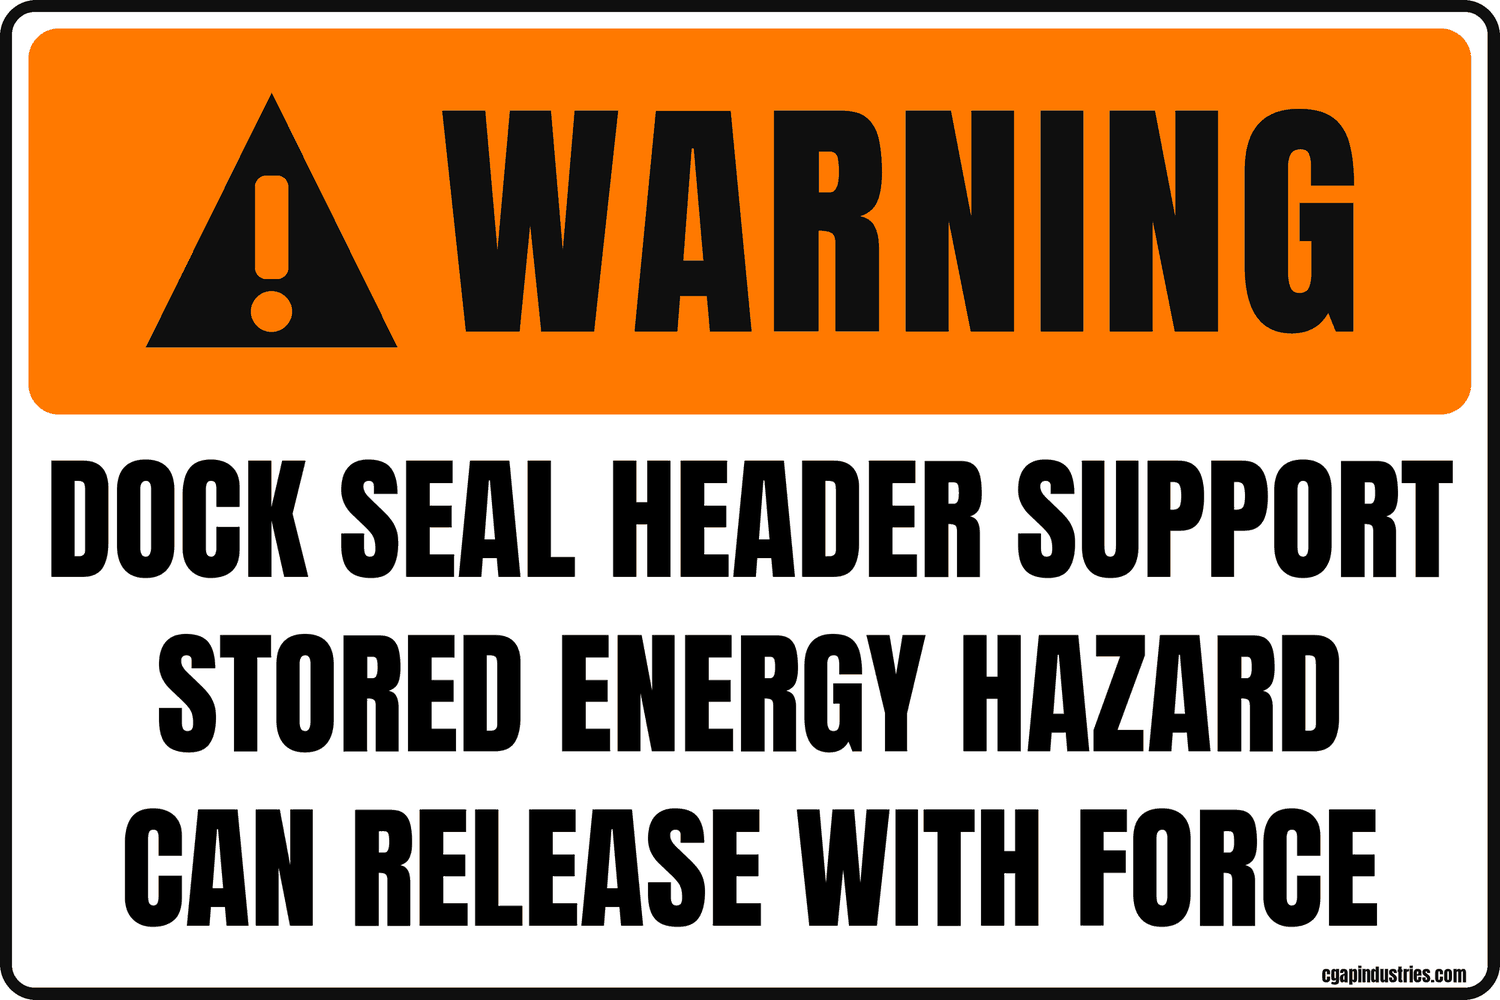 WARNING
DOCK SEAL HEADER SUPPORT
STORED ENERGY HAZARD
CAN RELEASE WITH FORCE
cgapindustries.com